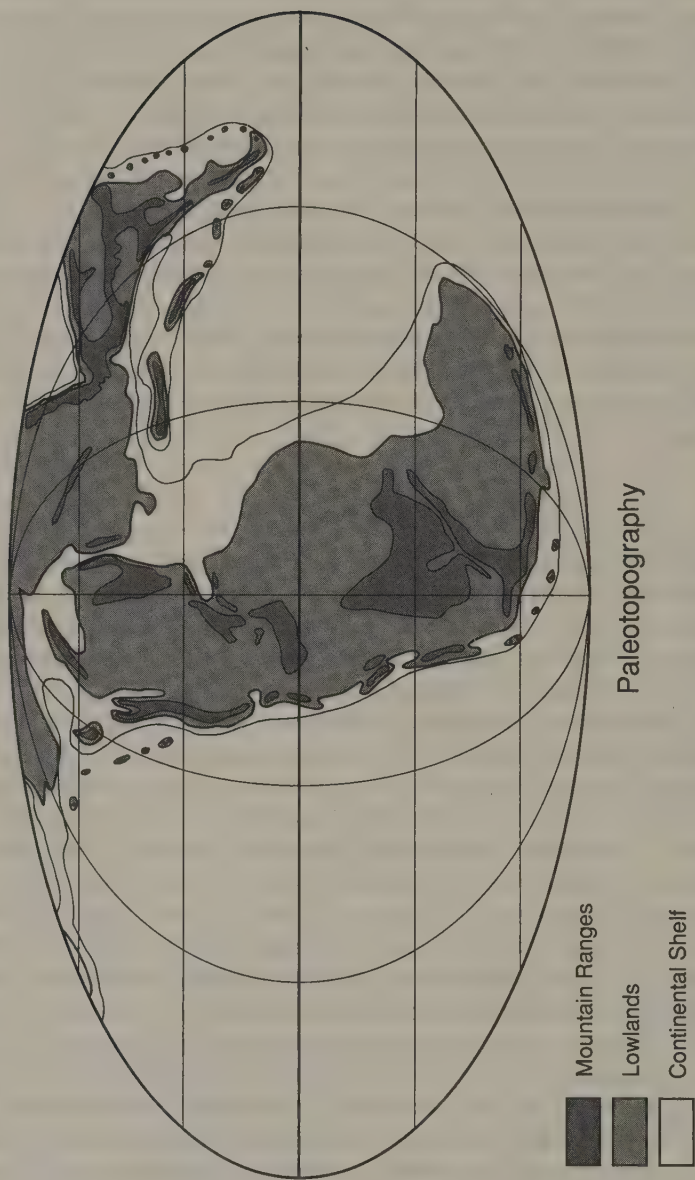 Paleotopography
Mountain Ranges
Lowlands
Continental Shelf